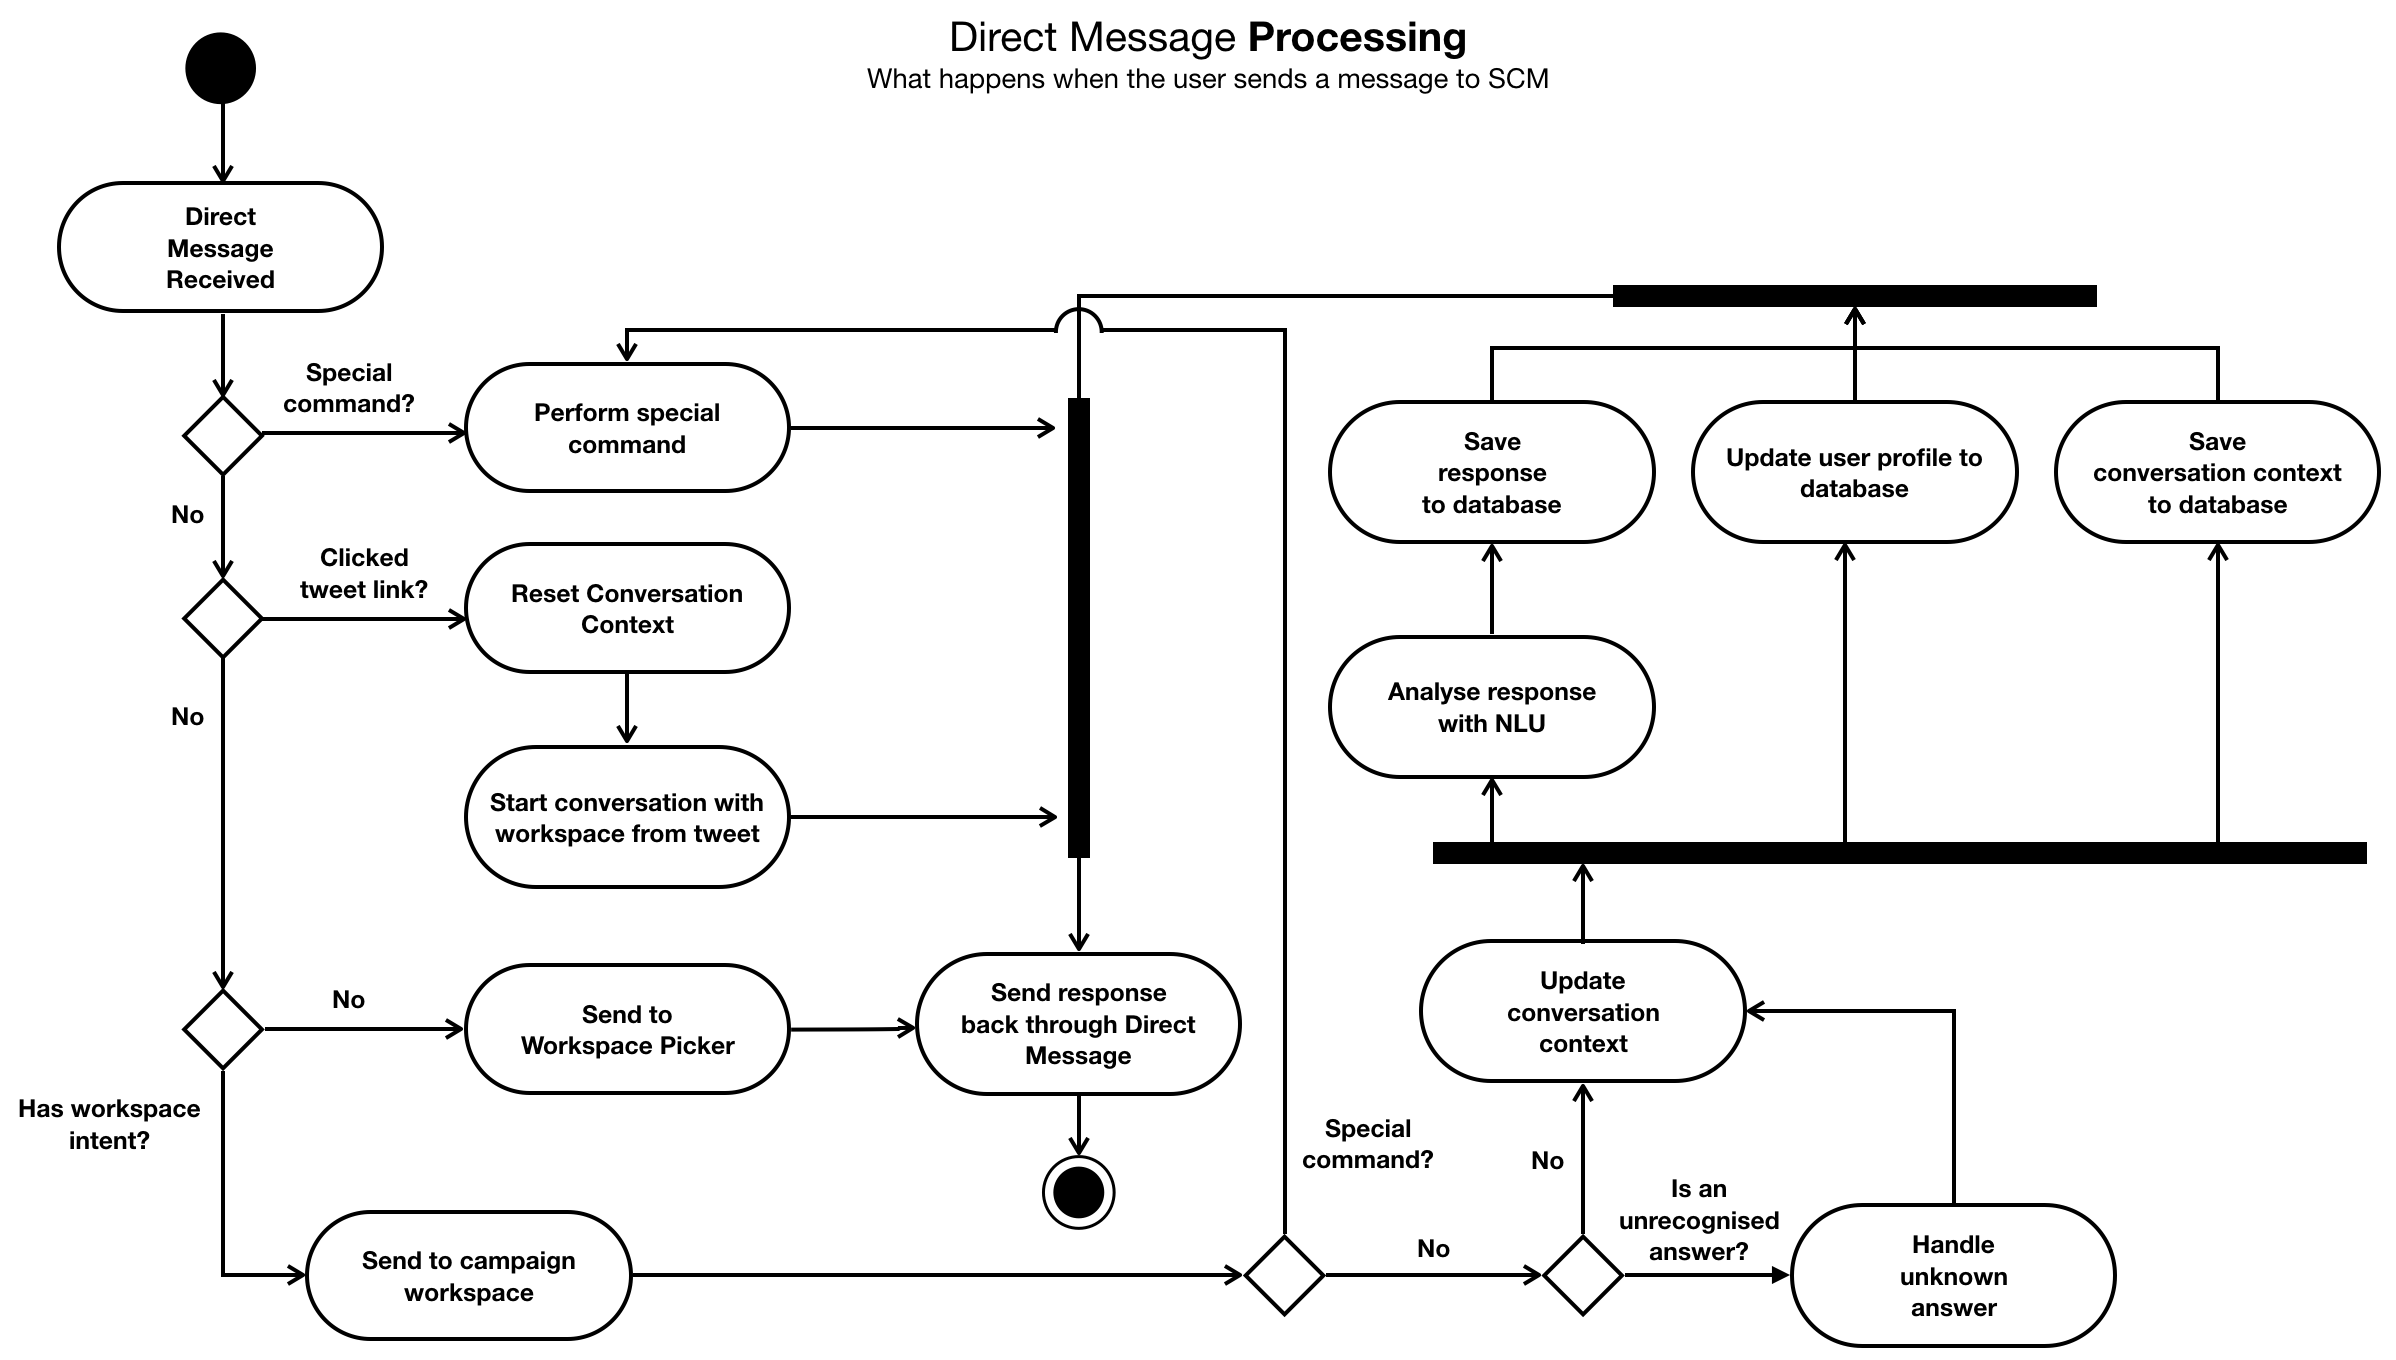 Direct Message Processing
What happens when the user sends a message to SCM
Direct
Message
Received
Special
command?
Perform special
command
No
Clicked
tweet link?
Reset Conversation
Context
No
Start conversation with
workspace from tweet
No
Send to
Workspace Picker
Send response
back through Direct
Message
Has workspace
intent?
Send to campaign
workspace
Special
command?
No
No
Is an
unrecognised
answer?
Handle
unknown
answer
Update
conversation
context
Analyse response
with NLU
Save
response
to database
Update user profile to
database
Save
conversation context
to database